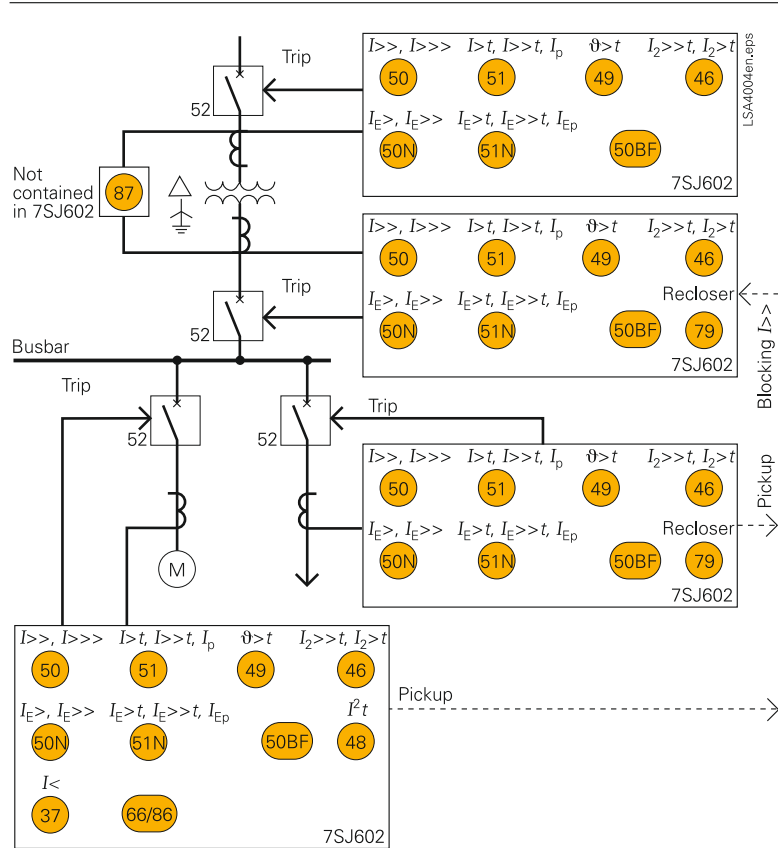 Trip
I>>, I>>> I>t, I>>t, Ip ϑ>t I2>>t, I2>t
50 51 49 46
52
IE>, IE>> IE>t, IE>>t, IEp
50N 51N 50BF
7SJ602
LSA4004en.eps
Not
contained
in 7SJ602
87
I>>, I>>> I>t, I>>t, Ip ϑ>t I2>>t, I2>t
50 51 49 46
Trip
Recloser
IE>, IE>> IE>t, IE>>t, IEp
50N 51N 50BF 79
52
7SJ602
Blocking I>>
Busbar
Trip
52
Trip
52
I>>, I>>> I>t, I>>t, Ip ϑ>t I2>>t, I2>t
50 51 49 46
Recloser
IE>, IE>> IE>t, IE>>t, IEp
50N 51N 50BF 79
7SJ602
Pickup
M
I>>, I>>> I>t, I>>t, Ip ϑ>t I2>>t, I2>t
50 51 49 46
IE>, IE>> IE>t, IE>>t, IEp I²t
50N 51N 50BF 48
I<
37 66/86
7SJ602
Pickup